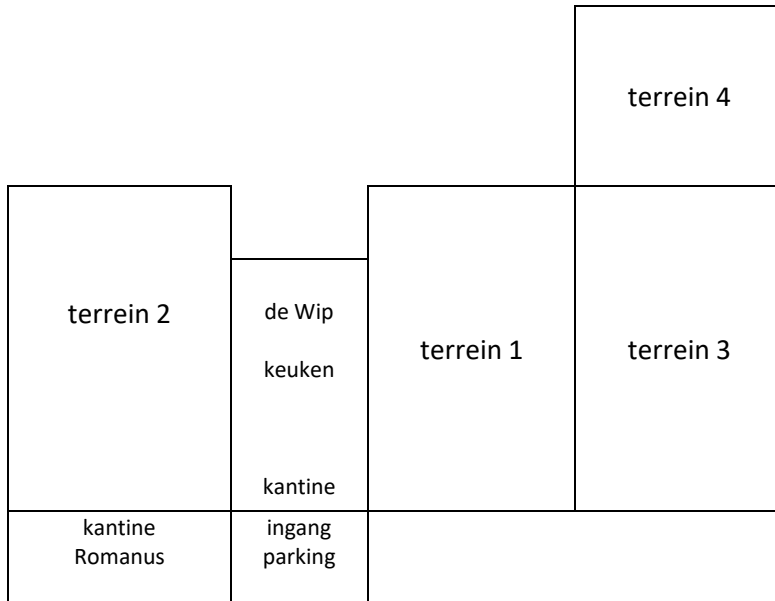 terrein 4
terrein 2
de Wip
keuken
terrein 1
terrein 3
kantine
kantine
Romanus
ingang
parking